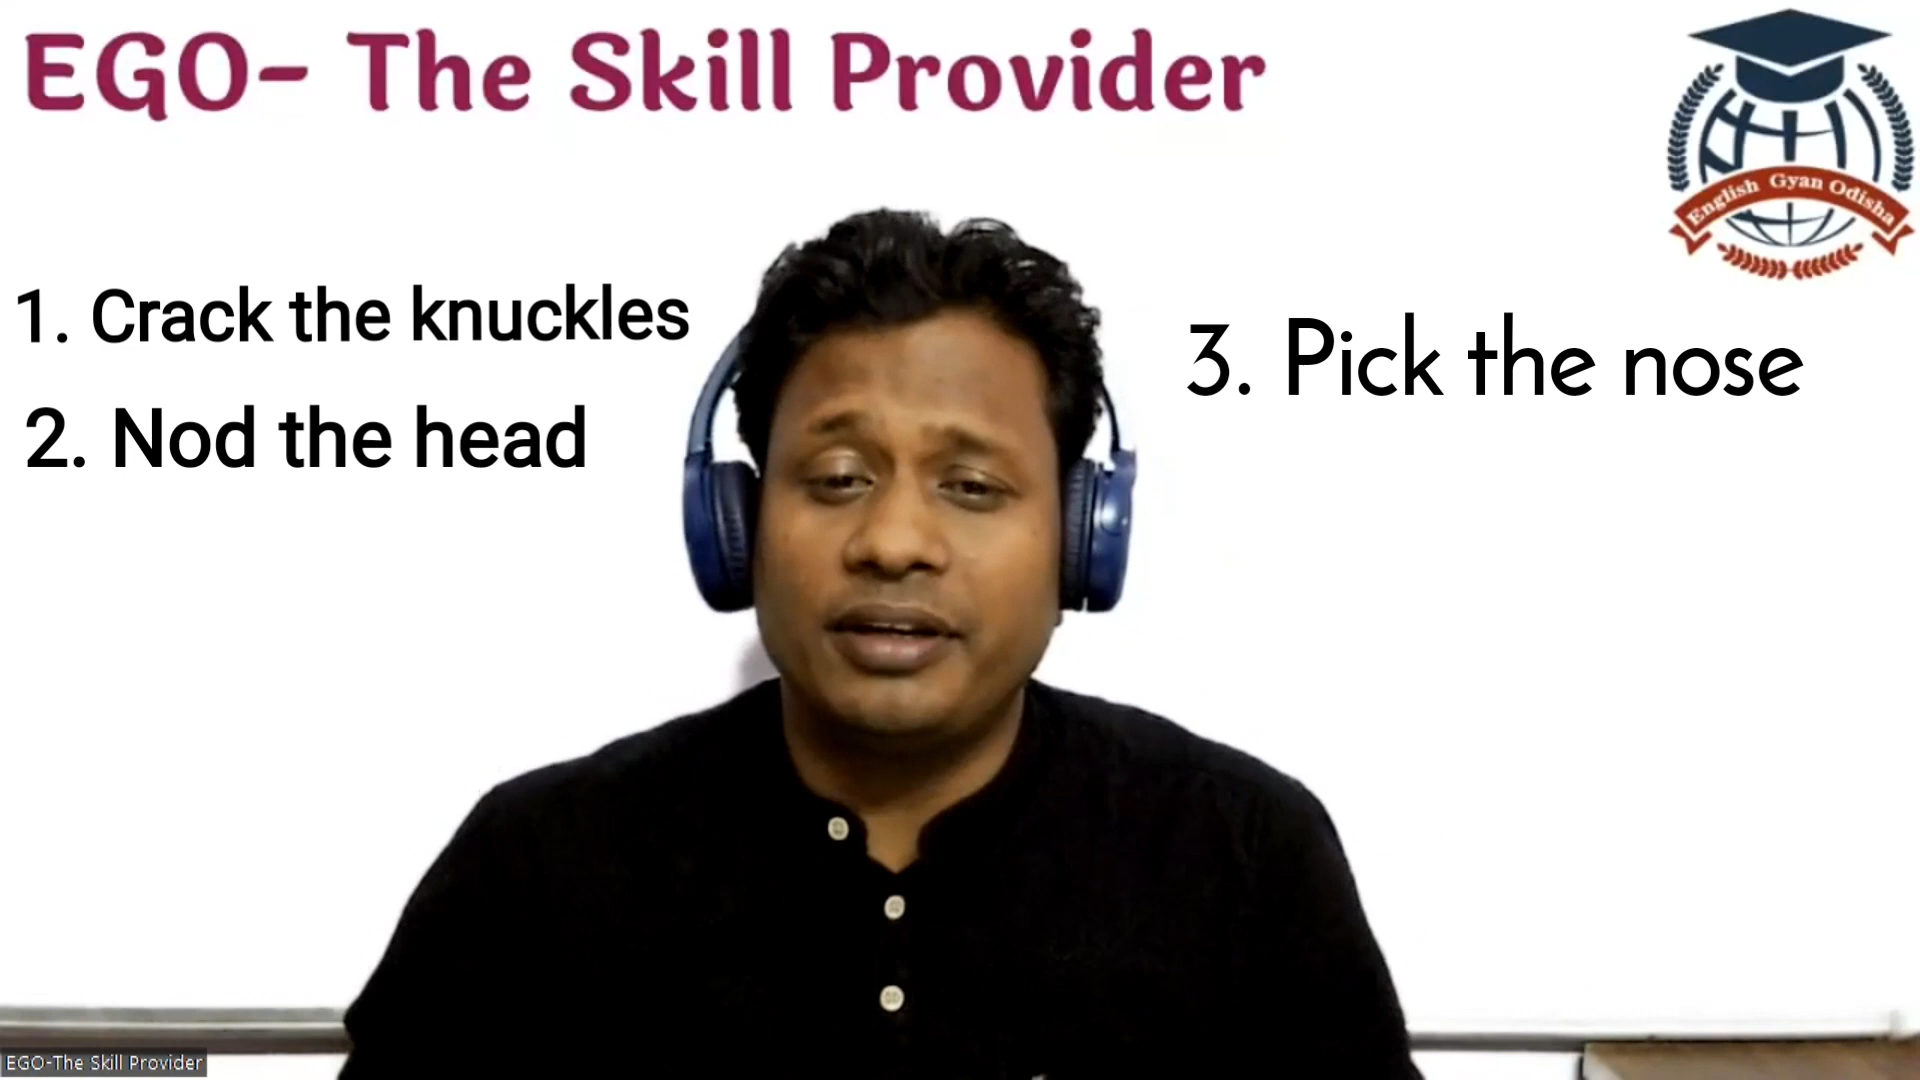 EGO- The Skill Provider
English Gyan Odisha
1. Crack the knuckles
2. Nod the head
3. Pick the nose
EGO-The Skill Provider